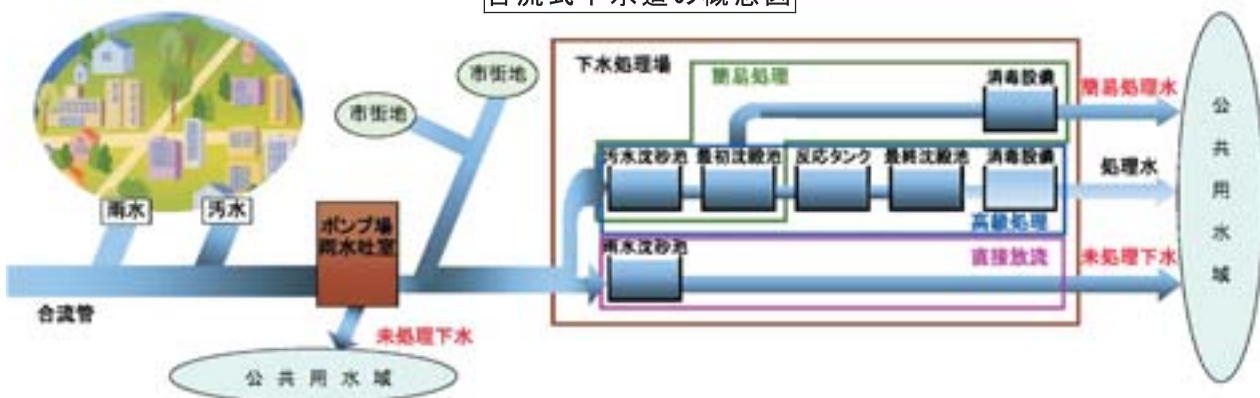 合流式下水道の概念図
市街地
市街地
下水処理場
簡易処理
消毒設備
簡易処理水
汚水沈砂池
最初沈殿池
反応タンク
最終沈殿池
消毒設備
処理水
高級処理
雨水
汚水
ポンプ場
雨水吐室
雨水沈砂池
直接放流
未処理下水
合流管
未処理下水
公共用水域
公共用水域